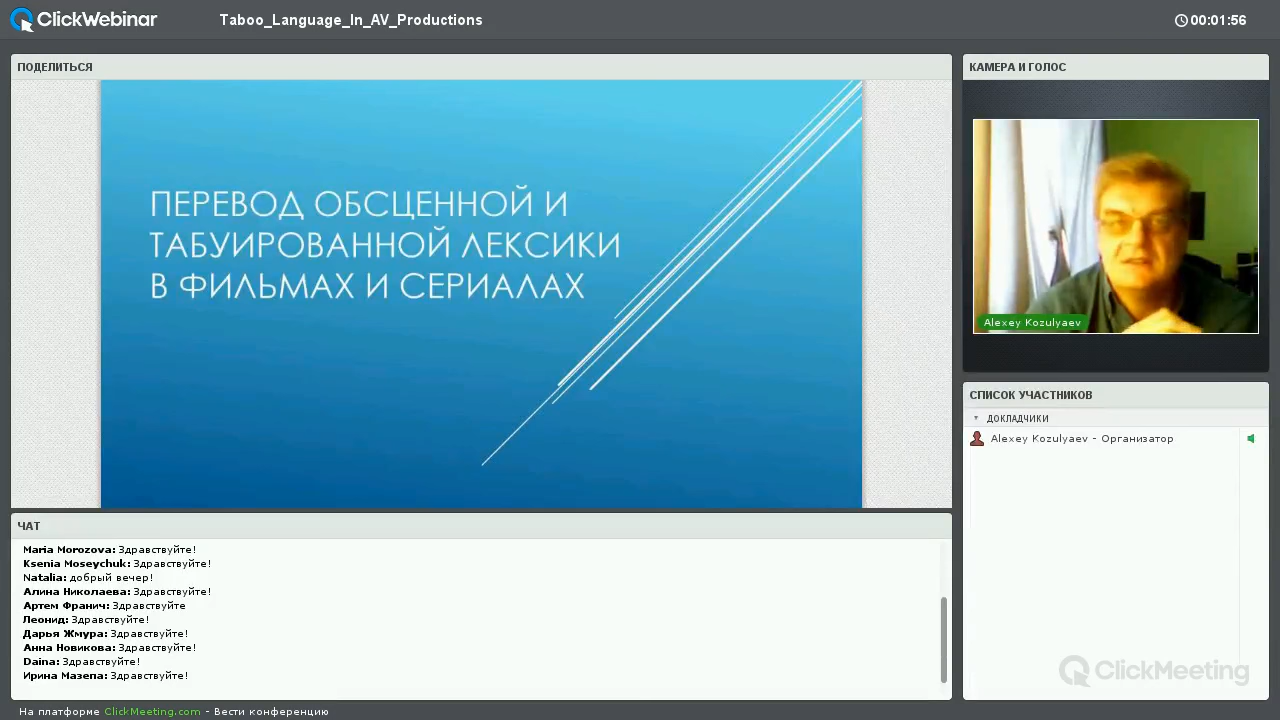 ClickWebinar
Taboo_Language_In_AV_Productions
00:01:56
ПОДЕЛИТЬСЯ
ПЕРЕВОД ОБСЦЕННОЙ И
ТАБУИРОВАННОЙ ЛЕКСИКИ
В ФИЛЬМАХ И СЕРИАЛАХ
КАМЕРА И ГОЛОС
Alexey Kozulyaev
СПИСОК УЧАСТНИКОВ
ДОКЛАДЧИКИ
Alexey Kozulyaev - Организатор
ЧАТ
Maria Morozova: Здравствуйте!
Ksenia Moseychuk: Здравствуйте!
Natalia: добрый вечер!
Алина Николаева: Здравствуйте!
Артем Франич: Здравствуйте
Леонид: Здравствуйте!
Дарья Жмура: Здравствуйте!
Анна Новикова: Здравствуйте!
Daina: Здравствуйте!
Ирина Мазепа: Здравствуйте!
ClickMeeting
На платформе ClickMeeting.com - Вести конференцию